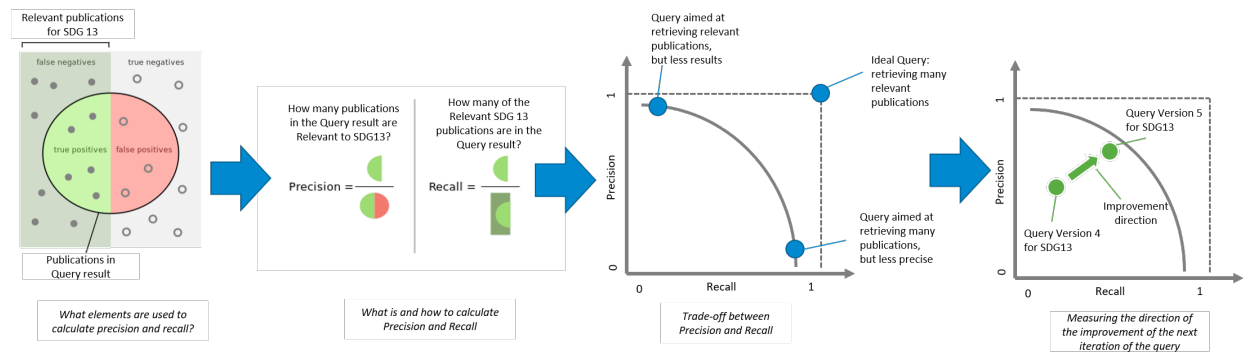 Relevant publications
for SDG 13
false negatives
true negatives
true positives
false positives
Publications in
Query result
What elements are used to
calculate precision and recall?
How many publications
in the Query result are
Relevant to SDG13?
Precision =
How many of the
Relevant SDG 13
publications are in the
Query result?
Recall =
What is and how to calculate
Precision and Recall
Query aimed at
retrieving relevant
publications,
but less results
Ideal Query:
retrieving many
relevant
publications
1
Precision
0
Query aimed at
retrieving many
publications,
but less precise
0
Recall
1
Trade-off between
Precision and Recall
1
Query Version 5
for SDG13
Precision
Improvement
direction
Query Version 4
for SDG13
0
0
Recall
1
Measuring the direction of
the improvement of the next
iteration of the query